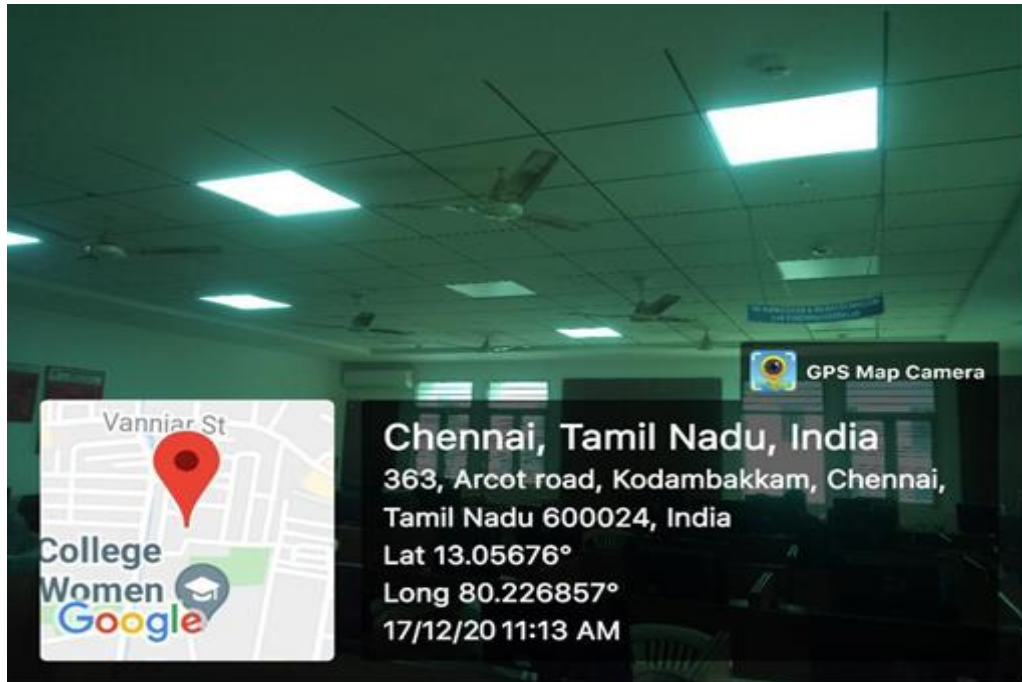 GPS Map Camera
Vanniar St
College
Women
Google
Chennai, Tamil Nadu, India
363, Arcot road, Kodambakkam, Chennai,
Tamil Nadu 600024, India
Lat 13.05676°
Long 80.226857°
17/12/20 11:13 AM